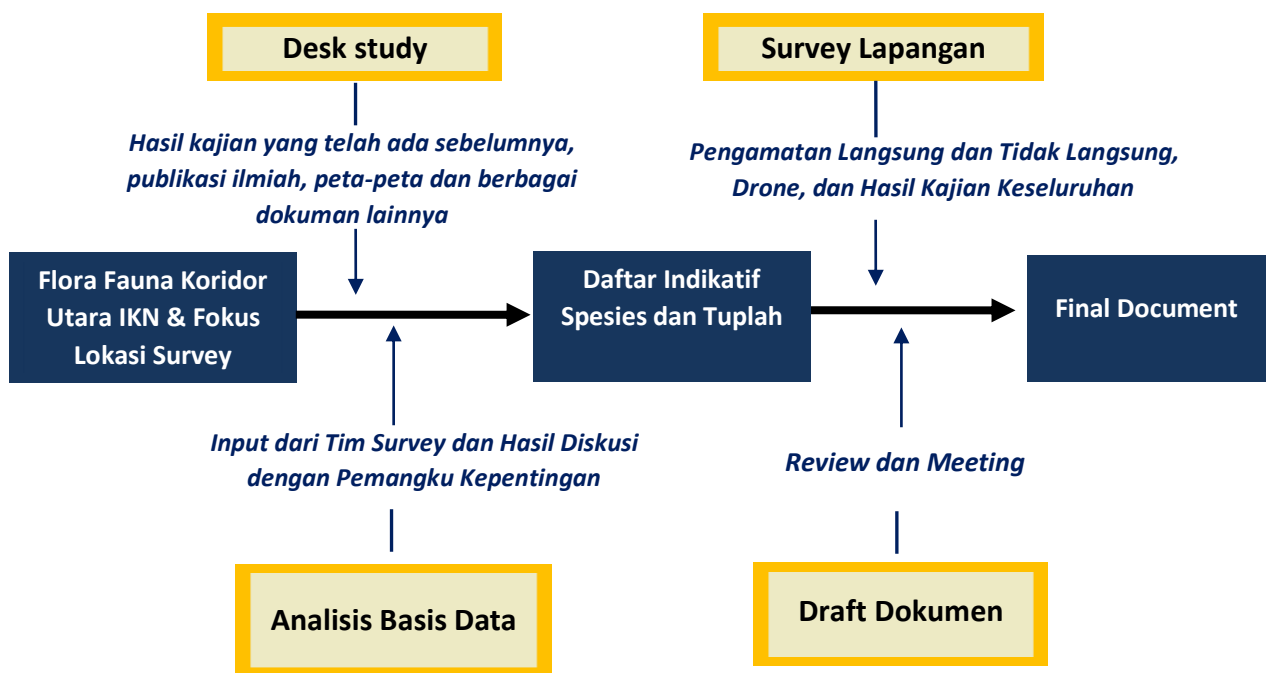 Desk study
Survey Lapangan
Hasil kajian yang telah ada sebelumnya,
publikasi ilmiah, peta-peta dan berbagai
dokuman lainnya
Pengamatan Langsung dan Tidak Langsung,
Drone, dan Hasil Kajian Keseluruhan
Flora Fauna Koridor
Utara IKN & Fokus
Lokasi Survey
Daftar Indikatif
Spesies dan Tuplah
Final Document
Input dari Tim Survey dan Hasil Diskusi
dengan Pemangku Kepentingan
Review dan Meeting
Analisis Basis Data
Draft Dokumen